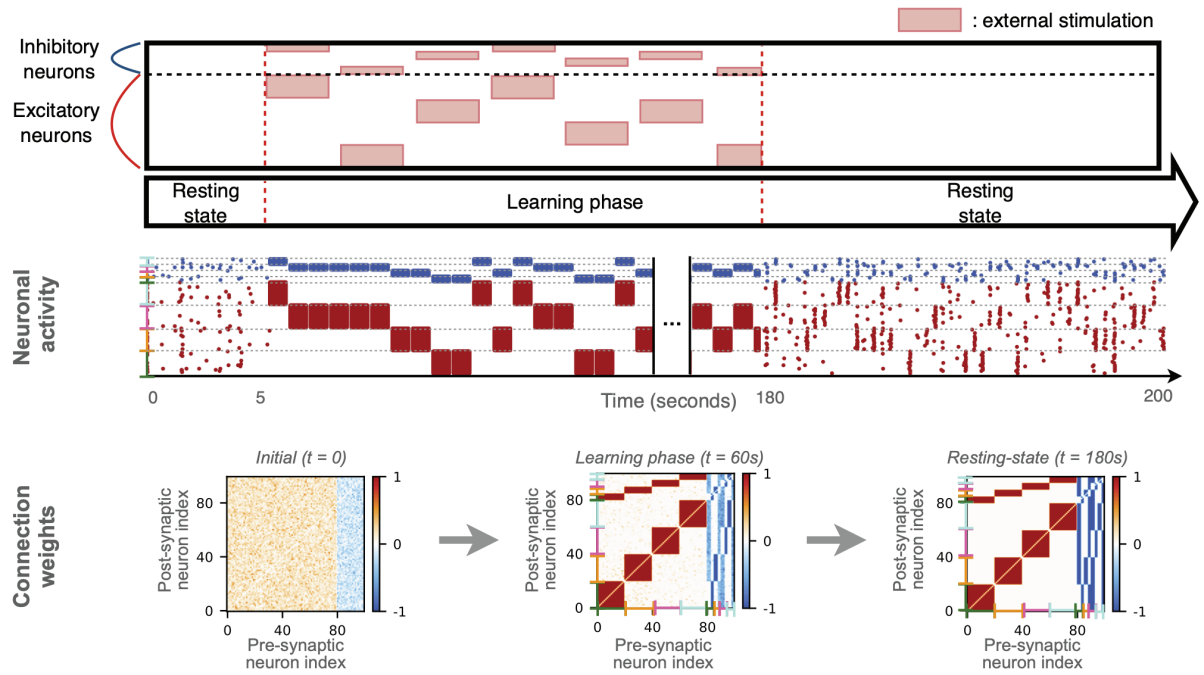 : external stimulation
Inhibitory
neurons
Excitatory
neurons
Resting
state
Learning phase
Resting
state
Neuronal
activity
...
0
5
Time (seconds)
180
200
Connection
weights
Initial (t = 0)
Post-synaptic
neuron index
80
40
0
0
40
80
Pre-synaptic
neuron index
1
0
-1
Learning phase (t = 60s)
Post-synaptic
neuron index
80
40
0
0
40
80
Pre-synaptic
neuron index
1
0
-1
Resting-state (t = 180s)
Post-synaptic
neuron index
80
40
0
0
40
80
Pre-synaptic
neuron index
1
0
-1